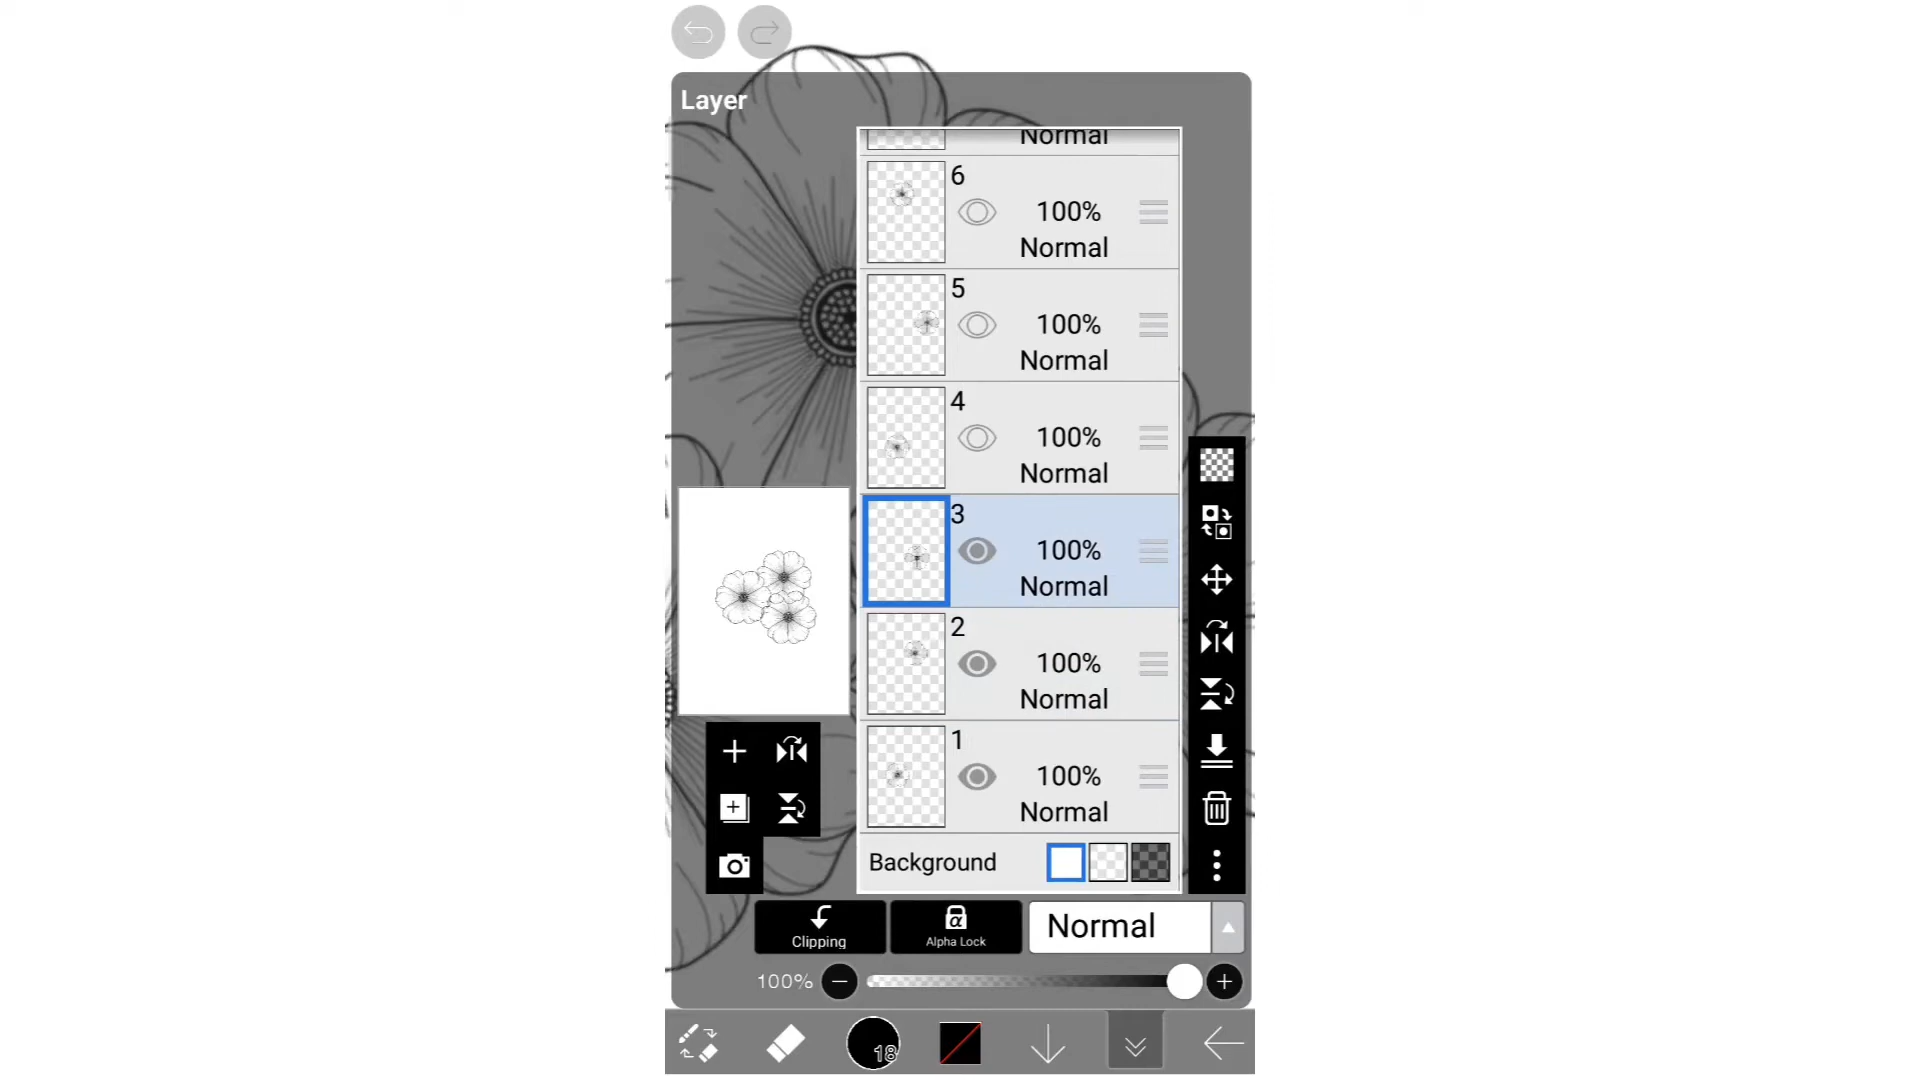 Layer
Normal
6
100%
Normal
5
100%
Normal
4
100%
Normal
3
100%
Normal
2
100%
Normal
1
100%
Normal
Background
Clipping
α
Alpha Lock
Normal
100%
18